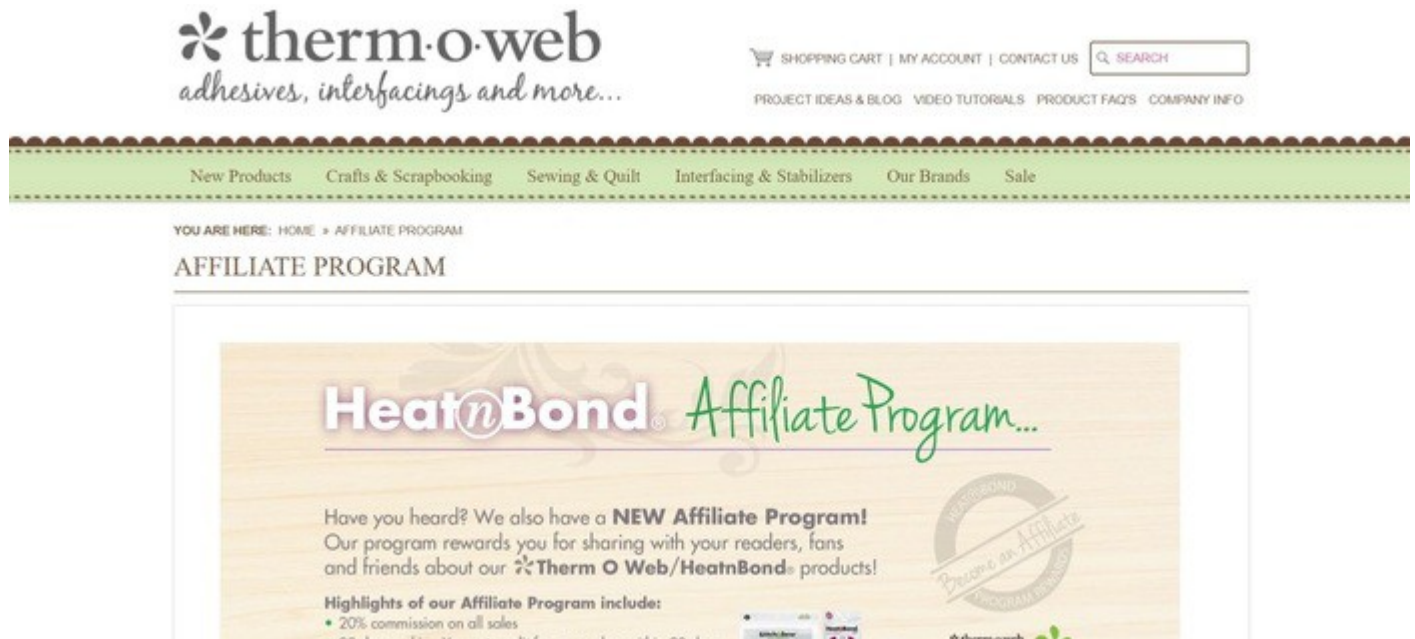 therm·o·web
adhesives, interfacings and more...
SHOPPING CART | MY ACCOUNT | CONTACT US SEARCH
PROJECT IDEAS & BLOG VIDEO TUTORIALS PRODUCT FAQ'S COMPANY INFO
New Products Crafts & Scrapbooking Sewing & Quilt Interfacing & Stabilizers Our Brands Sale
YOU ARE HERE: HOME » AFFILIATE PROGRAM
AFFILIATE PROGRAM
HeatnBond® Affiliate Program...
Have you heard? We also have a NEW Affiliate Program!
Our program rewards you for sharing with your readers, fans
and friends about our Therm O Web/HeatnBond® products!
HEATNBOND
Become an Affiliate
PROGRAM
Highlights of our Affiliate Program include:
• 20% commission on all sales